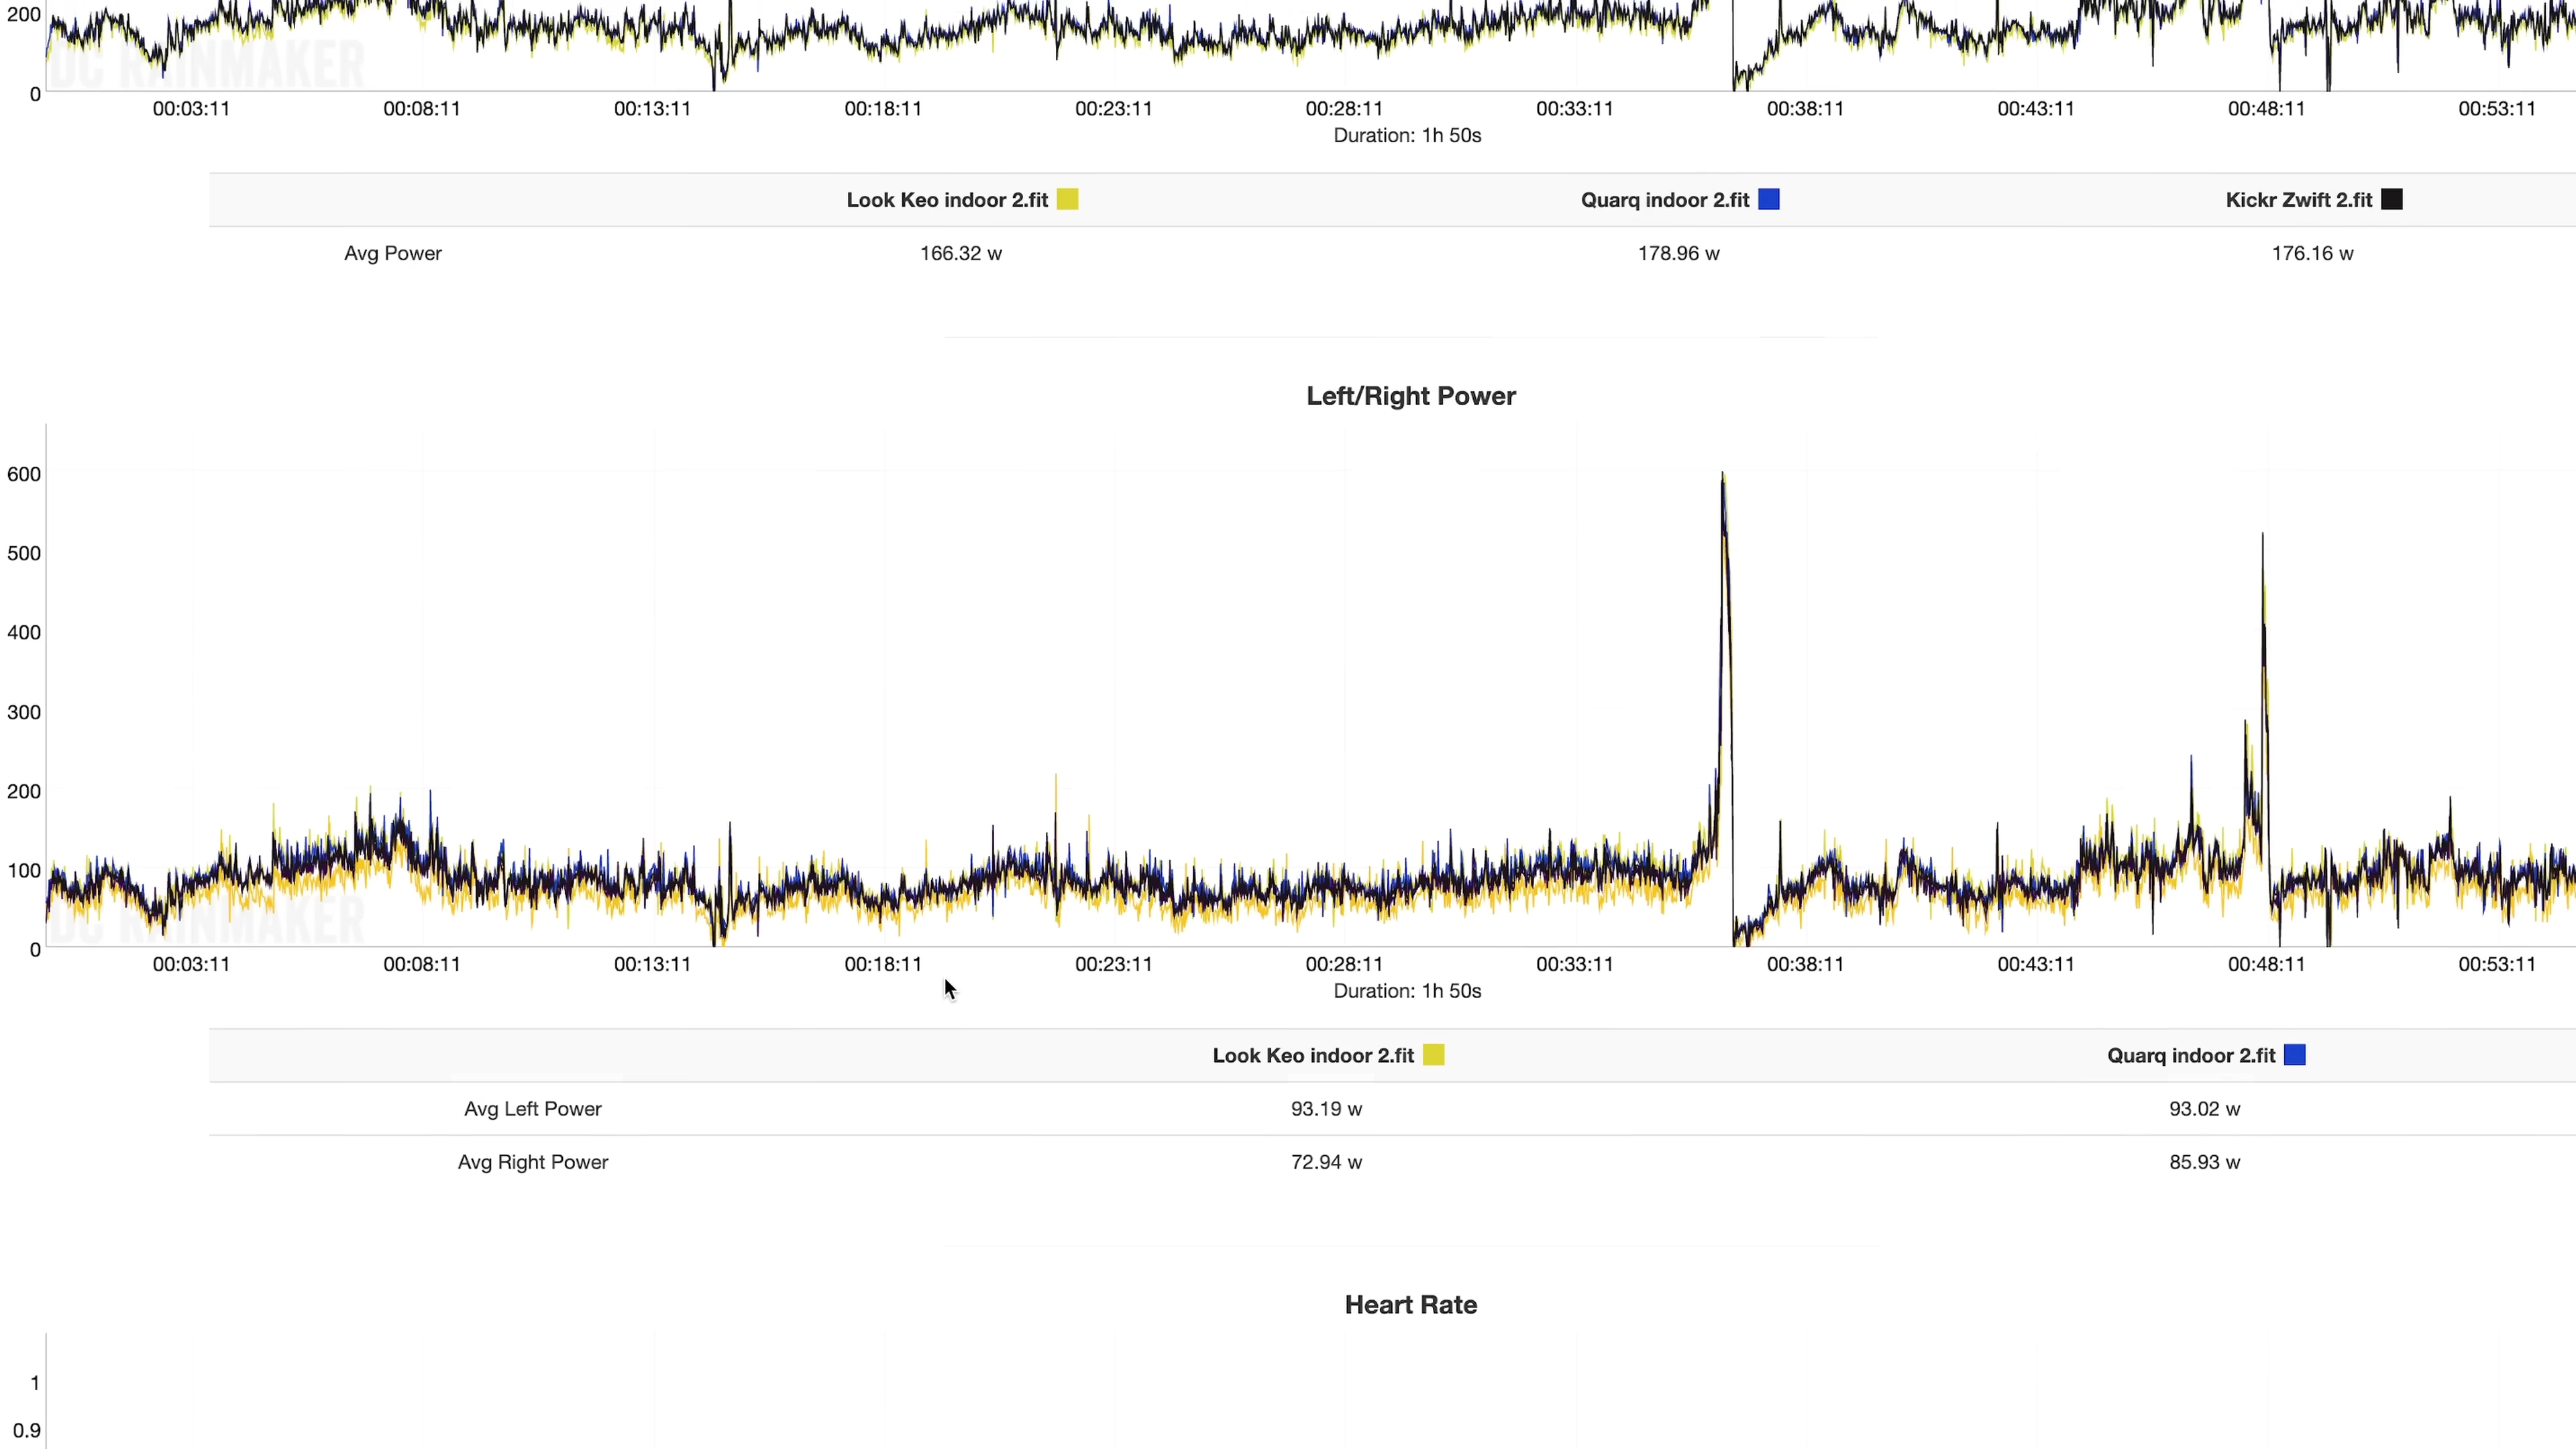 200
0
DC RAINMAKER
00:03:11 00:08:11 00:13:11 00:18:11 00:23:11 00:28:11 00:33:11 00:38:11 00:43:11 00:48:11 00:53:11
Duration: 1h 50s
Look Keo indoor 2.fit Quarq indoor 2.fit Kickr Zwift 2.fit
Avg Power 166.32 w 178.96 w 176.16 w
Left/Right Power
600
500
400
300
200
100
0
DC RAINMAKER
00:03:11 00:08:11 00:13:11 00:18:11 00:23:11 00:28:11 00:33:11 00:38:11 00:43:11 00:48:11 00:53:11
Duration: 1h 50s
Look Keo indoor 2.fit Quarq indoor 2.fit
Avg Left Power 93.19 w 93.02 w
Avg Right Power 72.94 w 85.93 w
Heart Rate
1
0.9